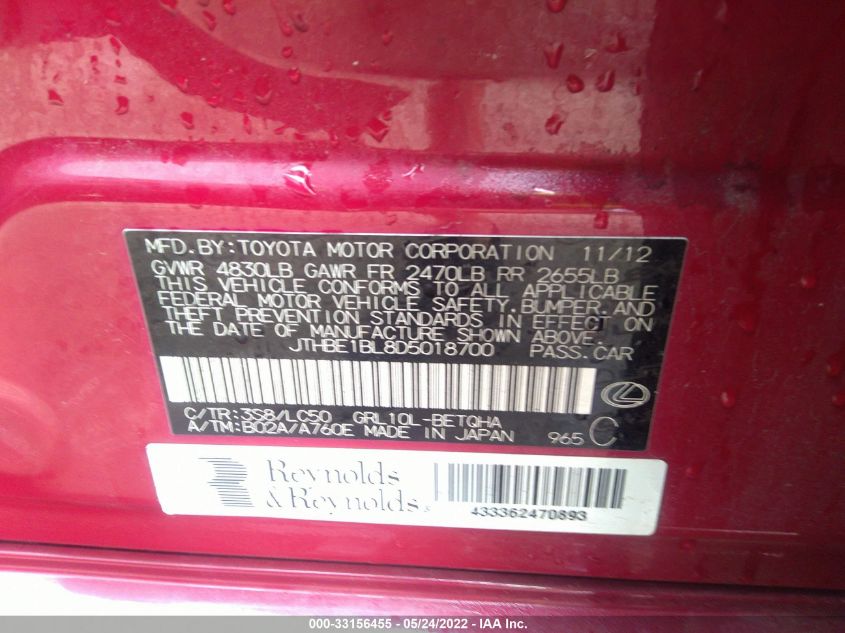 MFD.BY:TOYOTA MOTOR CORPORATION 11/12
GVWR 4830LB GAWR FR 2470LB RR 2655LB
THIS VEHICLE CONFORMS TO ALL APPLICABLE
FEDERAL MOTOR VEHICLE SAFETY,BUMPER,AND
THEFT PREVENTION STANDARDS IN EFFECT ON
THE DATE OF MANUFACTURE SHOWN ABOVE.
JTHBE1BL8D5018700 PASS.CAR
C/TR:3S8/LC50 GRL10L-BETQHA
A/TM:B02A/A760E MADE IN JAPAN 965 C
Reynolds
& Reynolds
433362470893
000-33156455 - 05/24/2022 - IAA Inc.